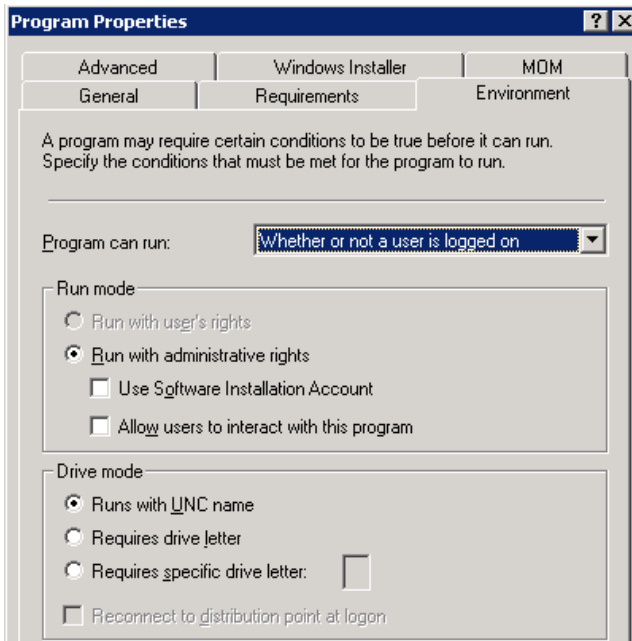 Program Properties
Advanced
Windows Installer
MOM
General
Requirements
Environment
A program may require certain conditions to be true before it can run.
Specify the conditions that must be met for the program to run.
Program can run:
Whether or not a user is logged on
Run mode
Run with user's rights
Run with administrative rights
Use Software Installation Account
Allow users to interact with this program
Drive mode
Runs with UNC name
Requires drive letter
Requires specific drive letter:
Reconnect to distribution point at logon